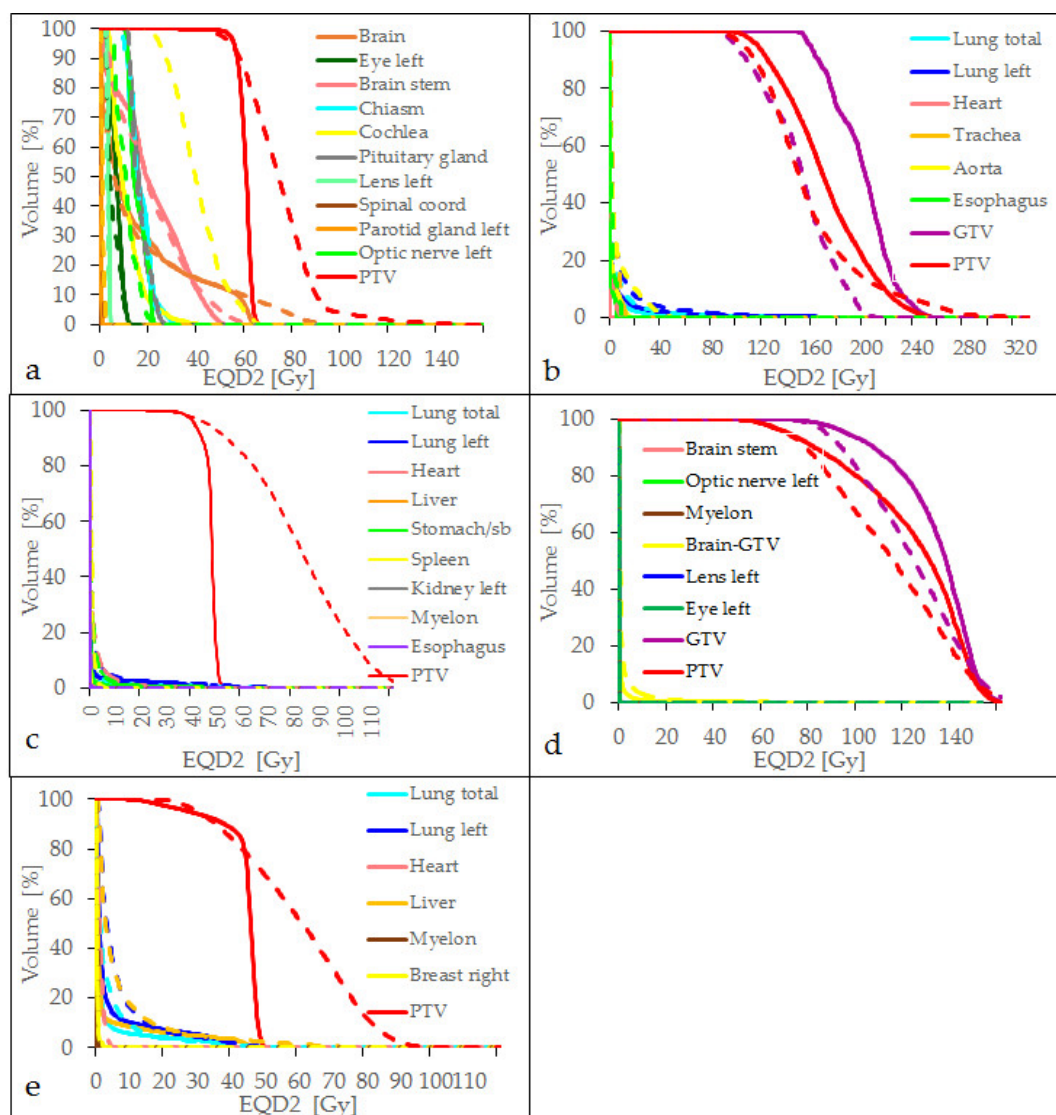 100
90
80
70
60
50
40
30
20
10
0
Volume [%]
0 20 40 60 80 100 120 140
EQD2 [Gy]
Brain
Eye left
Brain stem
Chiasm
Cochlea
Pituitary gland
Lens left
Spinal coord
Parotid gland left
Optic nerve left
PTV
a
100
80
60
40
20
0
Volume [%]
0 40 80 120 160 200 240 280 320
EQD2 [Gy]
Lung total
Lung left
Heart
Trachea
Aorta
Esophagus
GTV
PTV
b
100
80
60
40
20
0
Volume [%]
0 10 20 30 40 50 60 70 80 90 100 110
EQD2 [Gy]
Lung total
Lung left
Heart
Liver
Stomach/sb
Spleen
Kidney left
Myelon
Esophagus
PTV
c
100
80
60
40
20
0
Volume [%]
0 20 40 60 80 100 120 140
EQD2 [Gy]
Brain stem
Optic nerve left
Myelon
Brain-GTV
Lens left
Eye left
GTV
PTV
d
100
80
60
40
20
0
Volume [%]
0 10 20 30 40 50 60 70 80 90 100 110
EQD2 [Gy]
Lung total
Lung left
Heart
Liver
Myelon
Breast right
PTV
e